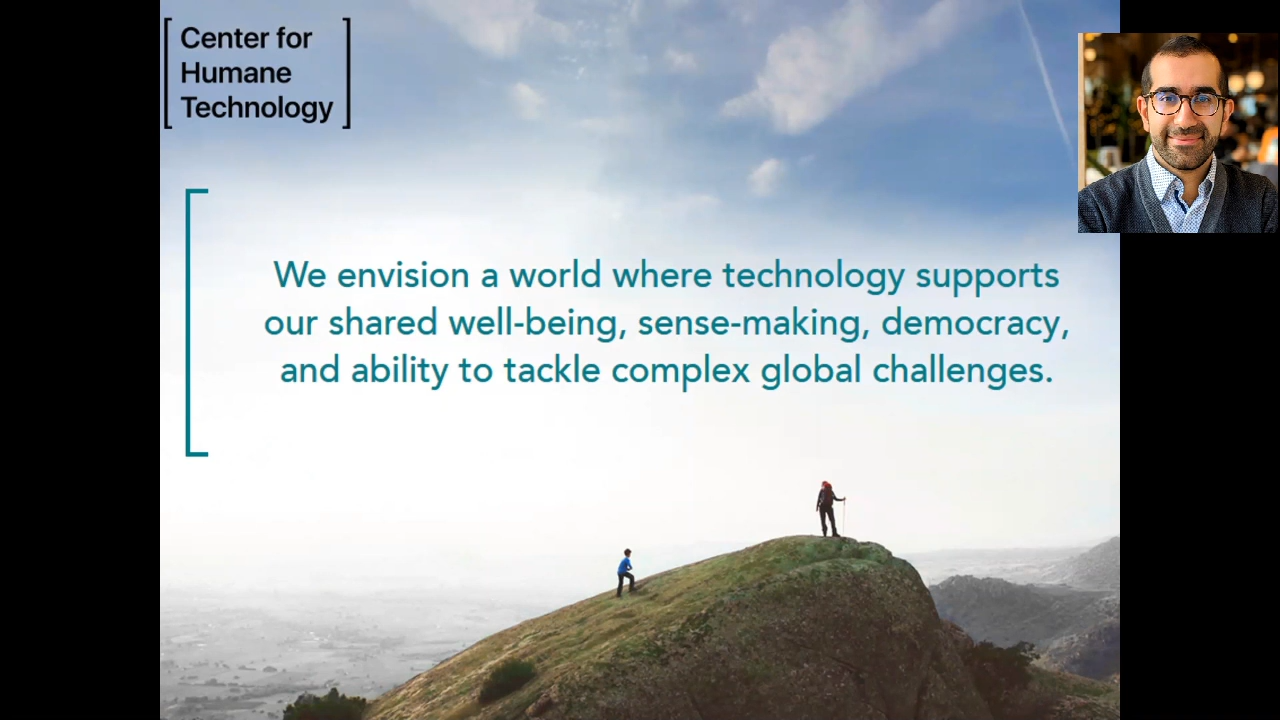 Center for
Humane
Technology
We envision a world where technology supports
our shared well-being, sense-making, democracy,
and ability to tackle complex global challenges.